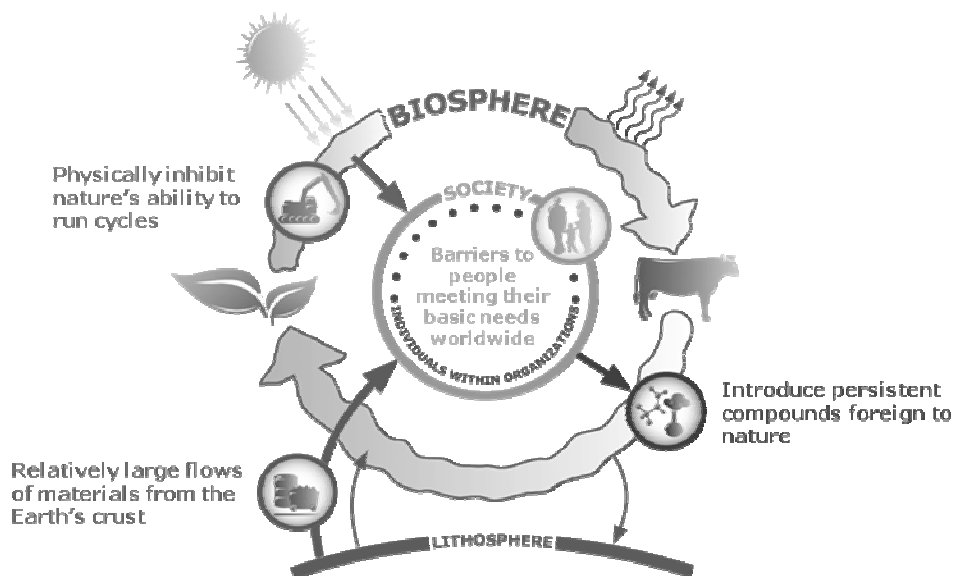 BIOSPHERE
Physically inhibit
nature's ability to
run cycles
SOCIETY
Barriers to
people
meeting their
basic needs
worldwide
INDIVIDUALS WITHIN ORGANIZATIONS
Introduce persistent
compounds foreign to
nature
Relatively large flows
of materials from the
Earth's crust
LITHOSPHERE